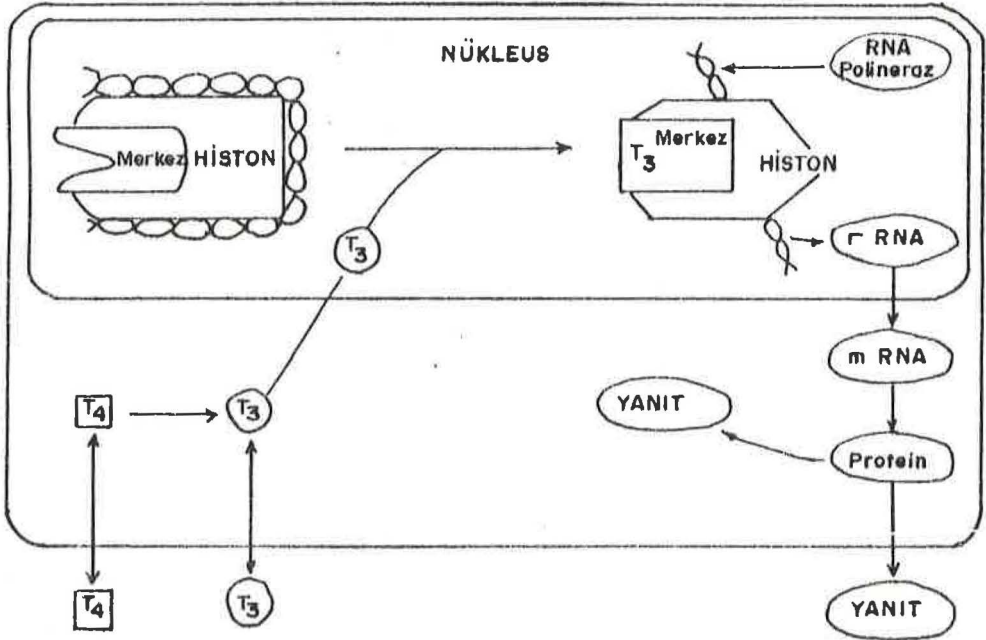 NÜKLEUS
RNA
Polineraz
Merkez HİSTON
T3 Merkez
HİSTON
T3
r RNA
m RNA
T4
T3
YANIT
Protein
T4
T3
YANIT